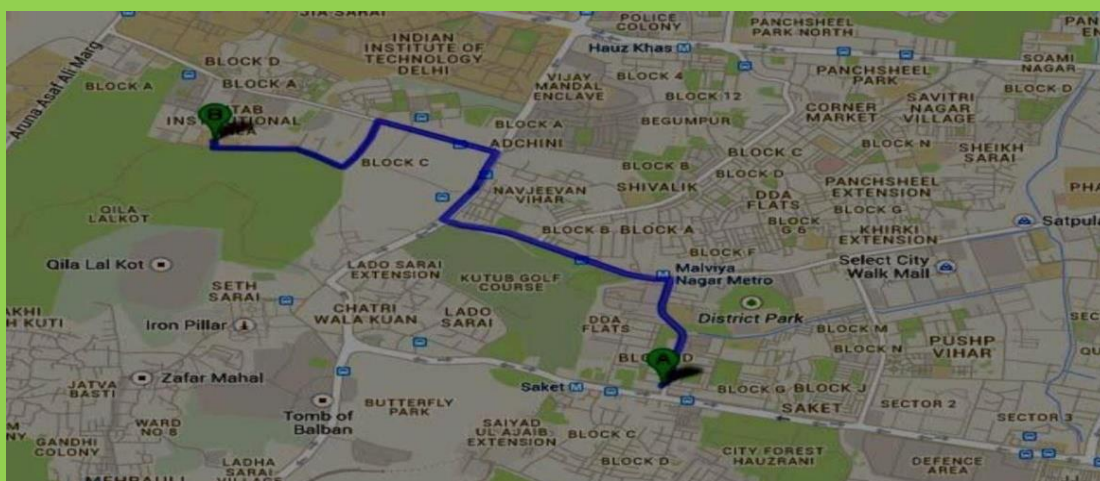 POLICE
COLONY
JIA SARAI
PANCHSHEEL
PARK NORTH
INDIAN
INSTITUTE OF
TECHNOLOGY
DELHI
Hauz Khas
SOAMI
NAGAR
BLOCK D
BLOCK A
BLOCK A
Aruna Asaf Ali Marg
VIJAY
MANDAL
ENCLAVE
BLOCK 4
BLOCK 12
PANCHSHEEL
PARK
BLOCK D
CORNER
MARKET
SAVITRI
NAGAR
VILLAGE
B
INSTITUTIONAL
BLOCK A
BEGUMPUR
ADCHINI
BLOCK N
SHEIKH
SARAI
BLOCK C
BLOCK C
BLOCK B
BLOCK D
SHIVALIK
NAVJEEVAN
VIHAR
DDA
FLATS
PANCHSHEEL
EXTENSION
PHA
QILA
LALKOT
BLOCK G
BLOCK
G 6
Satpula
BLOCK B
BLOCK A
KHIRKI
EXTENSION
BLOCK F
Qila Lal Kot
LADO SARAI
EXTENSION
Malviya
Nagar Metro
Select City
Walk Mall
KUTUB GOLF
COURSE
SETH
SARAI
CHATRI
WALA KUAN
LADO
SARAI
DDA
FLATS
District Park
Iron Pillar
BLOCK M
BLOCK N
PUSHP
VIHAR
A
Zafar Mahal
JATVA
BASTI
Saket
BLOCK G
BLOCK J
SAKET
SECTOR 2
SECTOR 3
BUTTERFLY
PARK
Tomb of
Balban
WARD
NO 8
SAIYAD
UL AJAIB
EXTENSION
BLOCK C
GANDHI
COLONY
CITY FOREST
HAUZRANI
DEFENCE
AREA
BLOCK D
LADHA
SARAI